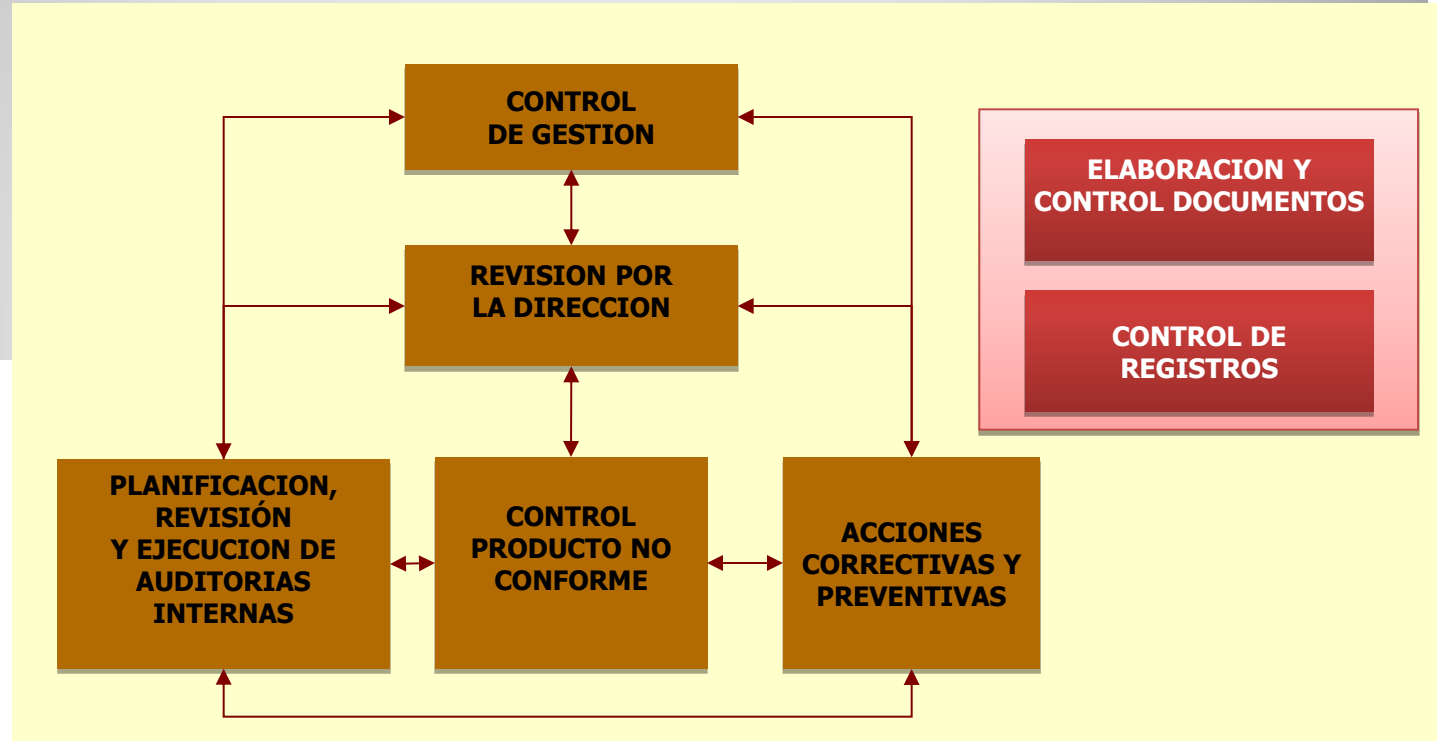 CONTROL
DE GESTION
ELABORACION Y
CONTROL DOCUMENTOS
REVISION POR
LA DIRECCION
CONTROL DE
REGISTROS
PLANIFICACION,
REVISIÓN
Y EJECUCION DE
AUDITORIAS
INTERNAS
CONTROL
PRODUCTO NO
CONFORME
ACCIONES
CORRECTIVAS Y
PREVENTIVAS